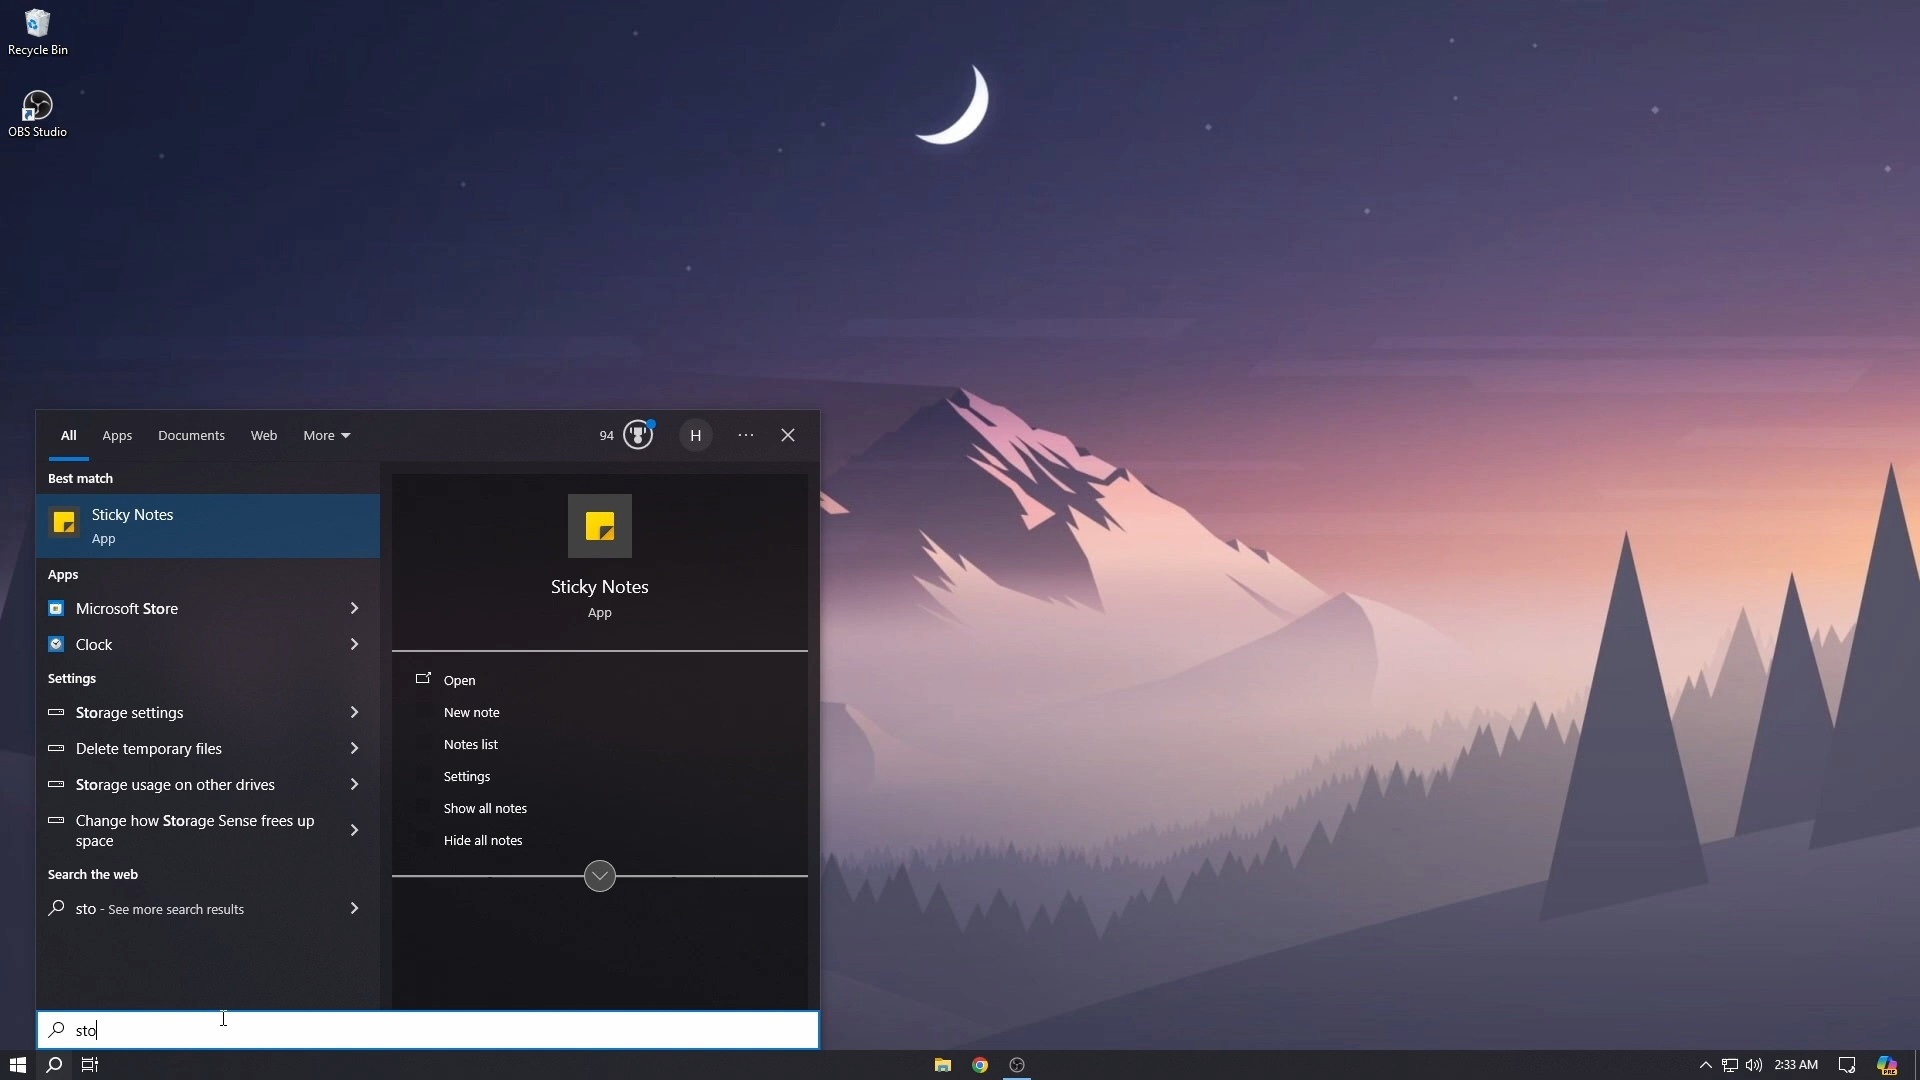 Recycle Bin
OBS Studio
All Apps Documents Web More 94 H
Best match
Sticky Notes
App
Apps
Microsoft Store
Clock
Settings
Storage settings
Delete temporary files
Storage usage on other drives
Change how Storage Sense frees up
space
Search the web
sto - See more search results
Sticky Notes
App
Open
New note
Notes list
Settings
Show all notes
Hide all notes
sto
2:33 AM
PRE